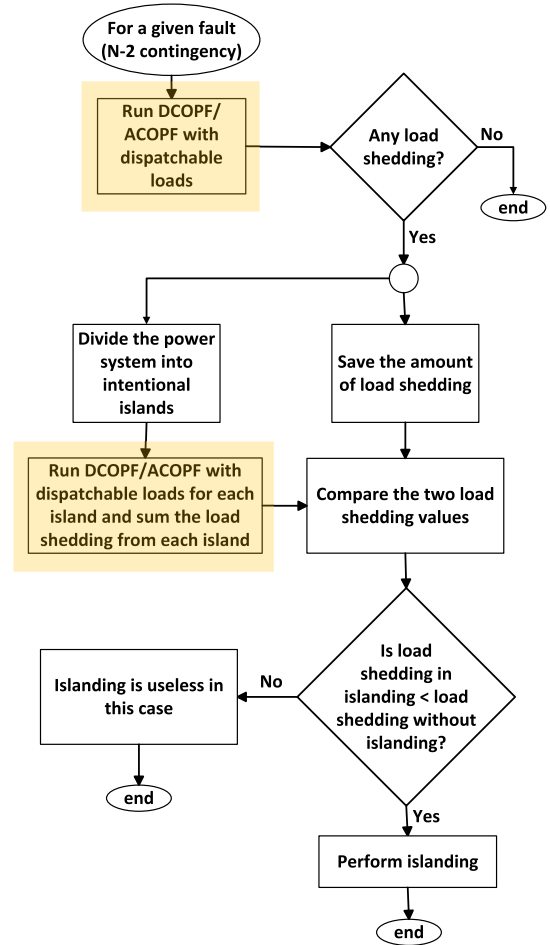 For a given fault
(N-2 contingency)
Run DCOPF/
ACOPF with
dispatchable
loads
Any load
shedding?
No
end
Yes
Divide the power
system into
intentional
islands
Save the amount
of load shedding
Run DCOPF/ACOPF with
dispatchable loads for each
island and sum the load
shedding from each island
Compare the two load
shedding values
Is load
shedding in
islanding < load
shedding without
islanding?
No
Islanding is useless in
this case
end
Yes
Perform islanding
end